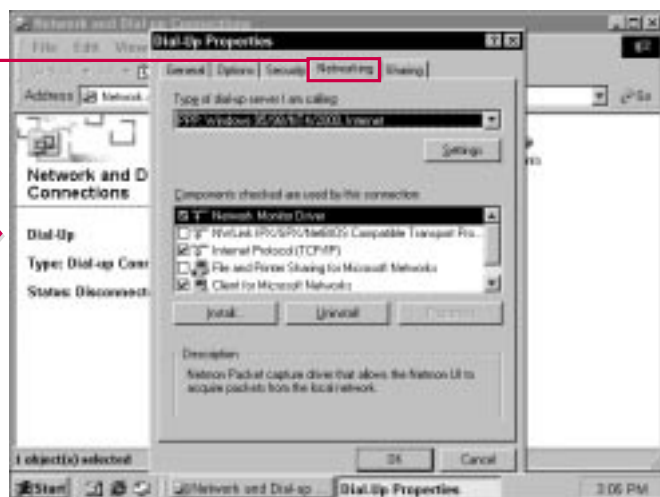 Network and Dial-up Connections
File Edit View
Address Network
Go
Network and D
Connections
Dial-Up
Type: Dial-up Conn
Status: Disconnect
1 object(s) selected
Dial-Up Properties
General Options Security Networking Sharing
Type of dial-up server I am calling:
PPP: Windows 95/98/NT 4/2000, Internet
Settings
Components checked are used by this connection:
Network Monitor Driver
NWLink IPX/SPX/NetBIOS Compatible Transport Pro...
Internet Protocol (TCP/IP)
File and Printer Sharing for Microsoft Networks
Client for Microsoft Networks
Install... Uninstall Properties
Description
Netmon Packet capture driver that allows the Netmon UI to
acquire packets from the local network.
OK Cancel
Start Network and Dial-up ... Dial-Up Properties 3:05 PM